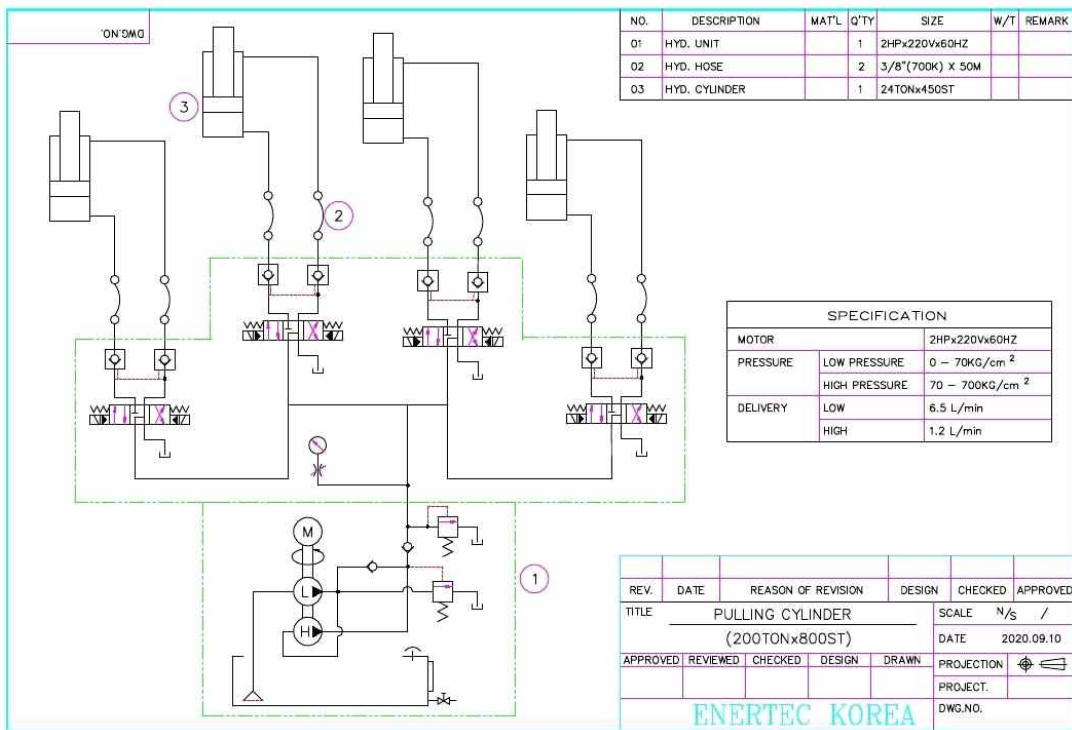 DWG.NO.
NO. DESCRIPTION MAT'L Q'TY SIZE W/T REMARK
01 HYD. UNIT 1 2HPx220Vx60HZ
02 HYD. HOSE 2 3/8"(700K) X 50M
03 HYD. CYLINDER 1 24TONx450ST
3
2
SPECIFICATION
MOTOR 2HPx220Vx60HZ
PRESSURE LOW PRESSURE 0 – 70KG/cm²
HIGH PRESSURE 70 – 700KG/cm²
DELIVERY LOW 6.5 L/min
HIGH 1.2 L/min
M
L
H
1
REV. DATE REASON OF REVISION DESIGN CHECKED APPROVED
TITLE PULLING CYLINDER SCALE N/S /
(200TONx800ST) DATE 2020.09.10
APPROVED REVIEWED CHECKED DESIGN DRAWN PROJECTION
PROJECT.
ENERTEC KOREA DWG.NO.